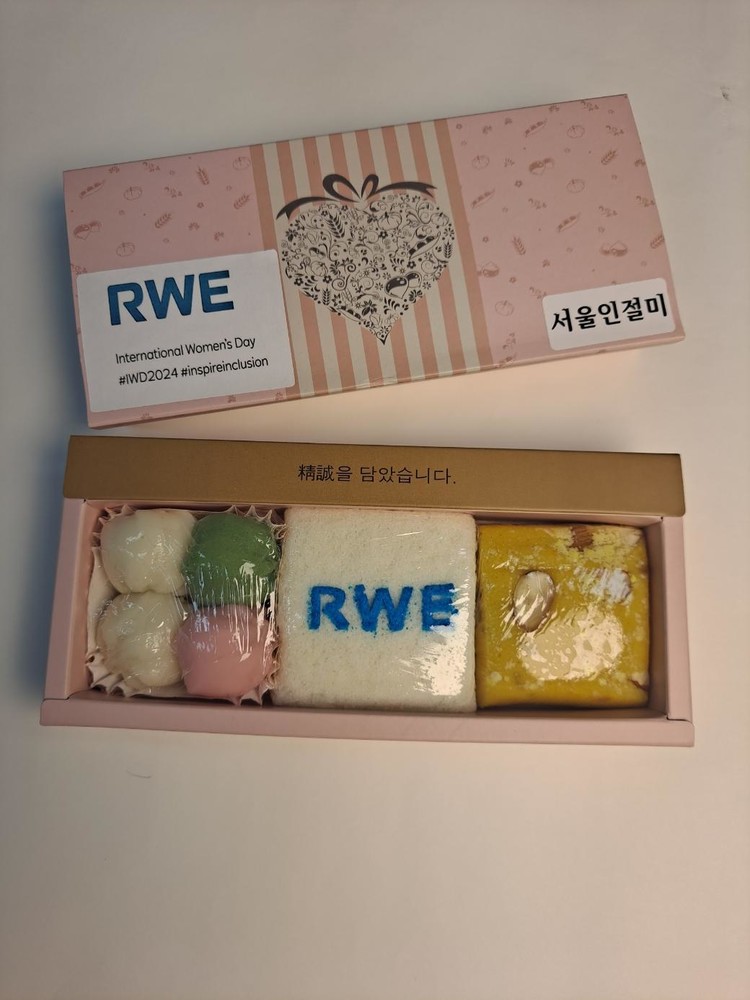 RWE
International Women's Day
#IWD2024 #inspireinclusion
서울인절미
精誠을 담았습니다.
RWE